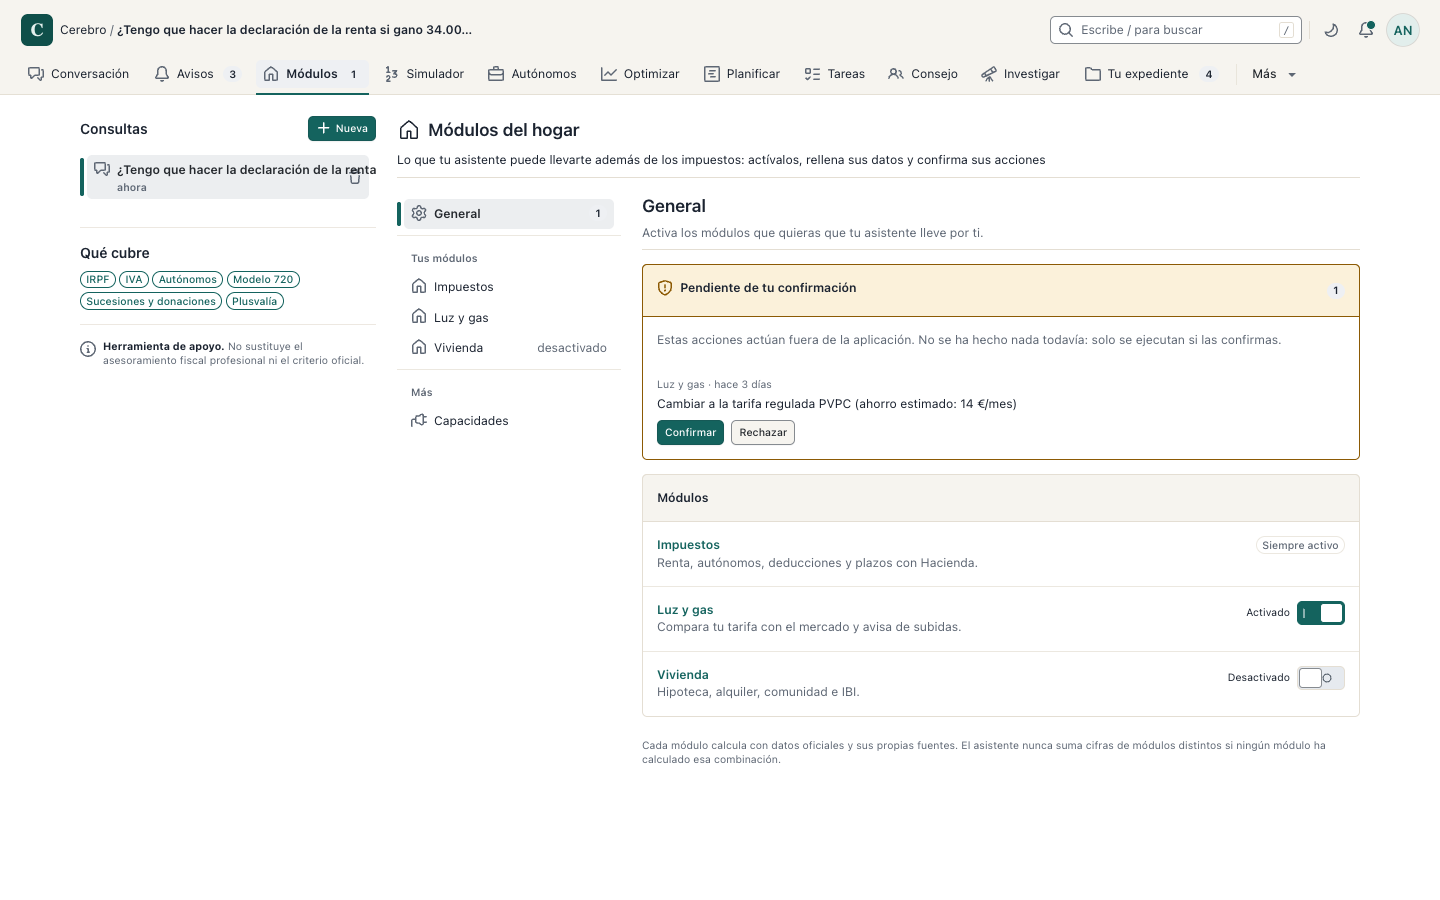 C Cerebro / ¿Tengo que hacer la declaración de la renta si gano 34.00...
Escribe / para buscar /
AN
Conversación
Avisos 3
Módulos 1
Simulador
Autónomos
Optimizar
Planificar
Tareas
Consejo
Investigar
Tu expediente 4
Más
Consultas
Nueva
¿Tengo que hacer la declaración de la renta
ahora
Qué cubre
IRPF IVA Autónomos Modelo 720
Sucesiones y donaciones Plusvalía
Herramienta de apoyo. No sustituye el
asesoramiento fiscal profesional ni el criterio oficial.
Módulos del hogar
Lo que tu asistente puede llevarte además de los impuestos: actívalos, rellena sus datos y confirma sus acciones
General 1
Tus módulos
Impuestos
Luz y gas
Vivienda desactivado
Más
Capacidades
General
Activa los módulos que quieras que tu asistente lleve por ti.
Pendiente de tu confirmación 1
Estas acciones actúan fuera de la aplicación. No se ha hecho nada todavía: solo se ejecutan si las confirmas.
Luz y gas · hace 3 días
Cambiar a la tarifa regulada PVPC (ahorro estimado: 14 €/mes)
Confirmar Rechazar
Módulos
Impuestos Siempre activo
Renta, autónomos, deducciones y plazos con Hacienda.
Luz y gas Activado
Compara tu tarifa con el mercado y avisa de subidas.
Vivienda Desactivado
Hipoteca, alquiler, comunidad e IBI.
Cada módulo calcula con datos oficiales y sus propias fuentes. El asistente nunca suma cifras de módulos distintos si ningún módulo ha
calculado esa combinación.